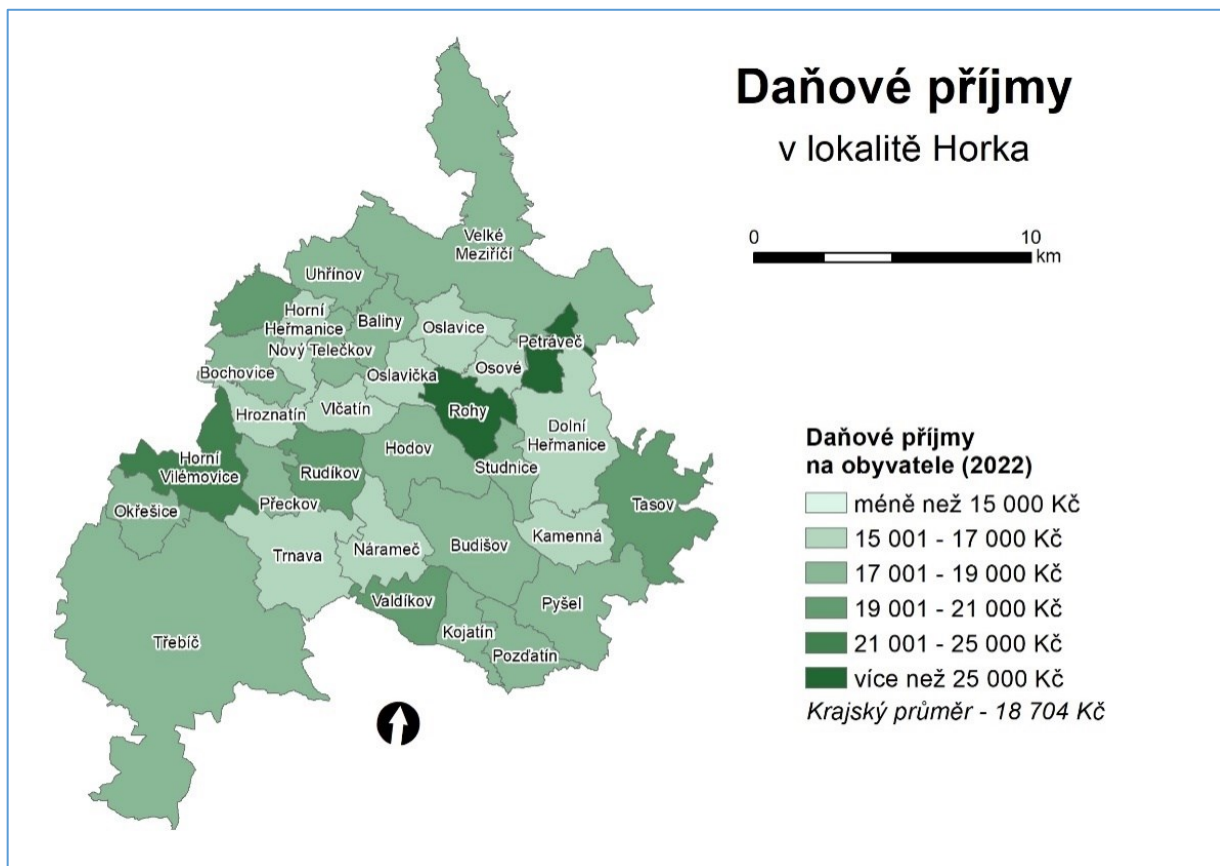 Daňové příjmy
v lokalitě Horka
0
10
km
Velké
Meziříčí
Uhřínov
Horní
Heřmanice
Baliny
Oslavice
Petráveč
Nový Telečkov
Bochovice
Oslavička
Osové
Hroznatín
Vlčatín
Rohy
Dolní
Heřmanice
Hodov
Horní
Vilémovice
Rudíkov
Studnice
Okřešice
Přeckov
Tasov
Trnava
Nárameč
Budišov
Kamenná
Valdíkov
Pyšel
Kojatín
Třebíč
Pozďatín
Daňové příjmy
na obyvatele (2022)
méně než 15 000 Kč
15 001 - 17 000 Kč
17 001 - 19 000 Kč
19 001 - 21 000 Kč
21 001 - 25 000 Kč
více než 25 000 Kč
Krajský průměr - 18 704 Kč